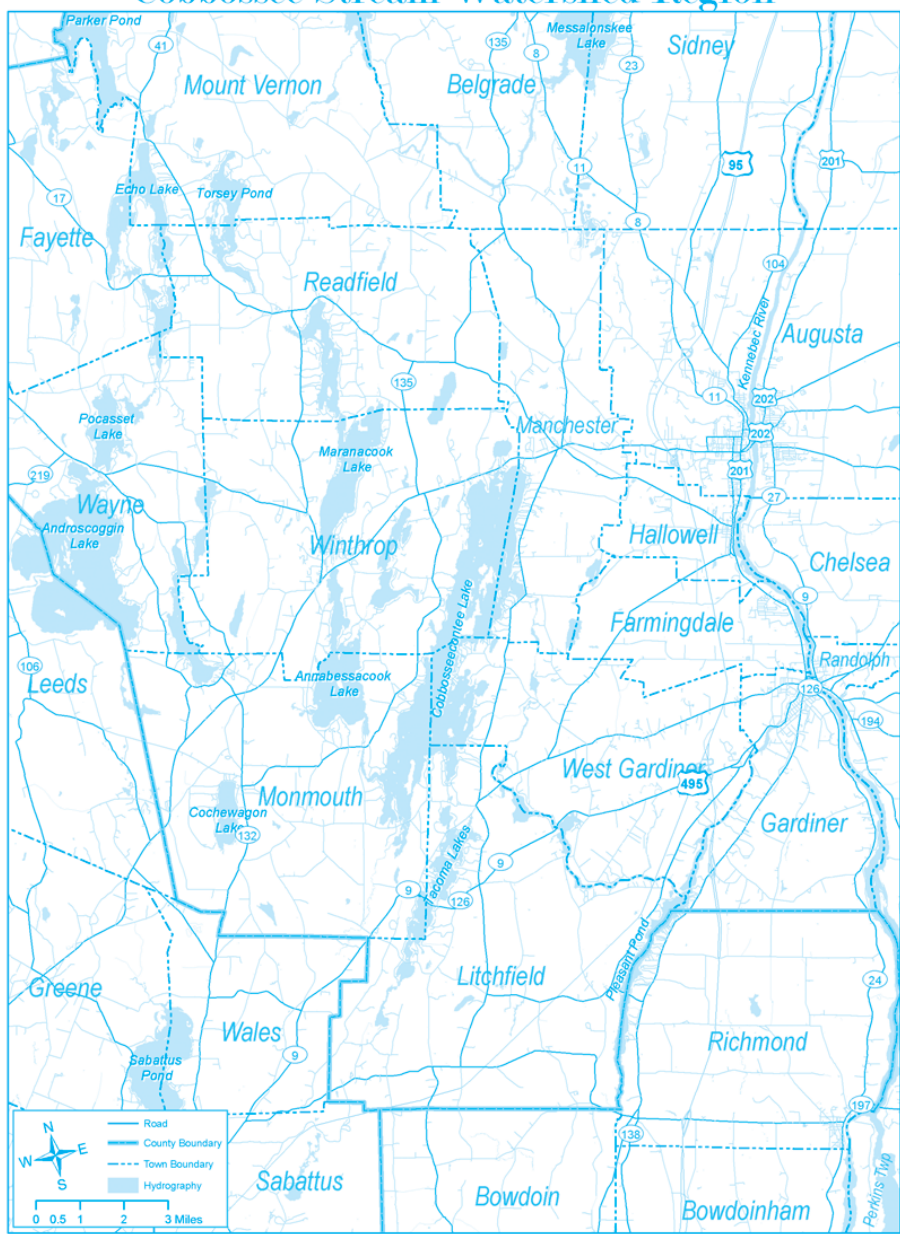 Cobbossee Stream Watershed Region
Parker Pond
41
Mount Vernon
135
8
Messalonskee
Lake
23
Sidney
Belgrade
95
201
11
17
Echo Lake
Torsey Pond
Fayette
8
104
Readfield
Kennebec River
Augusta
135
11
202
Pocasset
Lake
Maranacook
Lake
Manchester
202
201
219
Wayne
Androscoggin
Lake
27
Winthrop
Hallowell
Chelsea
9
Cobbosseecontee Lake
Farmingdale
Randolph
106
Leeds
Annabessacook
Lake
126
194
West Gardiner
495
Monmouth
Cochewagon
Lake
132
Gardiner
Tacoma Lakes
9
9
126
Pleasant Pond
Litchfield
24
Greene
Wales
9
Richmond
Sabattus
Pond
197
138
Sabattus
Bowdoin
Bowdoinham
Perkins Twp
N
W E
S
Road
County Boundary
Town Boundary
Hydrography
0 0.5 1 2 3 Miles